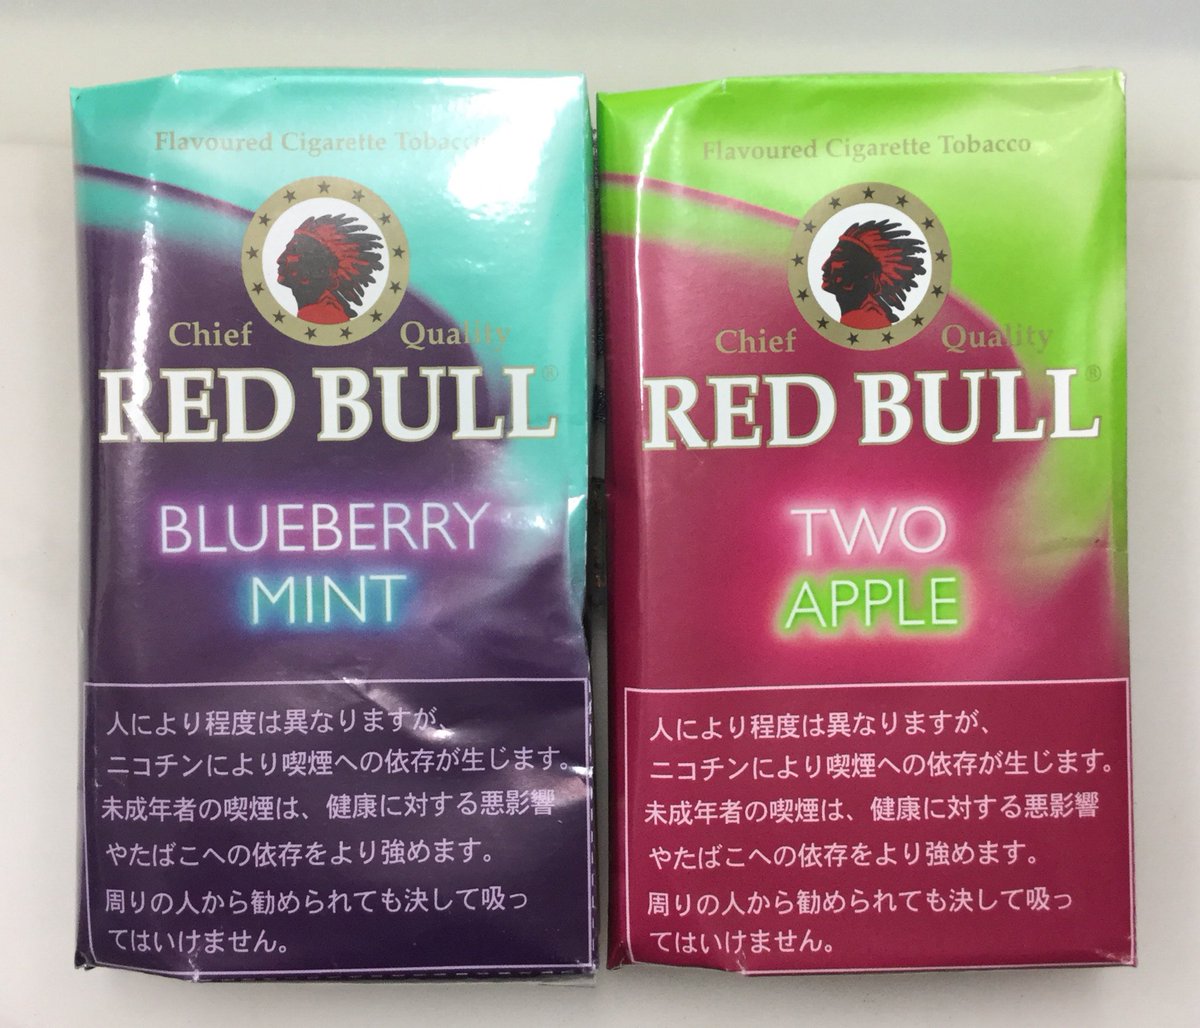 Flavoured Cigarette Tobacco
Chief Quality
RED BULL®
BLUEBERRY
MINT
人により程度は異なりますが、
ニコチンにより喫煙への依存が生じます。
未成年者の喫煙は、健康に対する悪影響
やたばこへの依存をより強めます。
周りの人から勧められても決して吸っ
てはいけません。
Flavoured Cigarette Tobacco
Chief Quality
RED BULL®
TWO
APPLE
人により程度は異なりますが、
ニコチンにより喫煙への依存が生じます。
未成年者の喫煙は、健康に対する悪影響
やたばこへの依存をより強めます。
周りの人から勧められても決して吸っ
てはいけません。